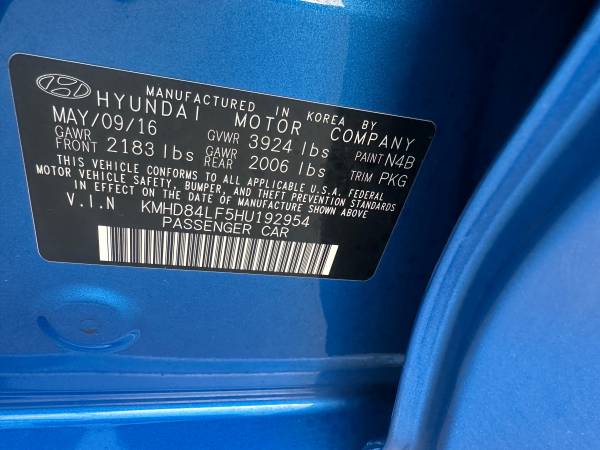 MANUFACTURED IN KOREA BY
HYUNDAI MOTOR COMPANY
MAY/09/16 GVWR 3924 lbs PAINT N4B
GAWR FRONT 2183 lbs GAWR REAR 2006 lbs TRIM PKG
THIS VEHICLE CONFORMS TO ALL APPLICABLE U.S.A. FEDERAL
MOTOR VEHICLE SAFETY, BUMPER, AND THEFT PREVENTION STANDARDS
IN EFFECT ON THE DATE OF MANUFACTURE SHOWN ABOVE
V.I.N KMHD84LF5HU192954
PASSENGER CAR